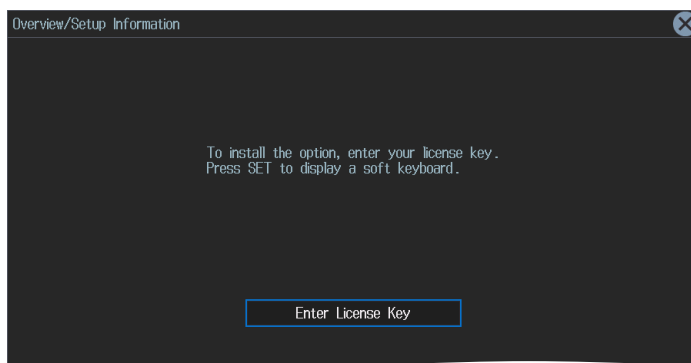 Overview/Setup Information
To install the option, enter your license key.
Press SET to display a soft keyboard.
Enter License Key